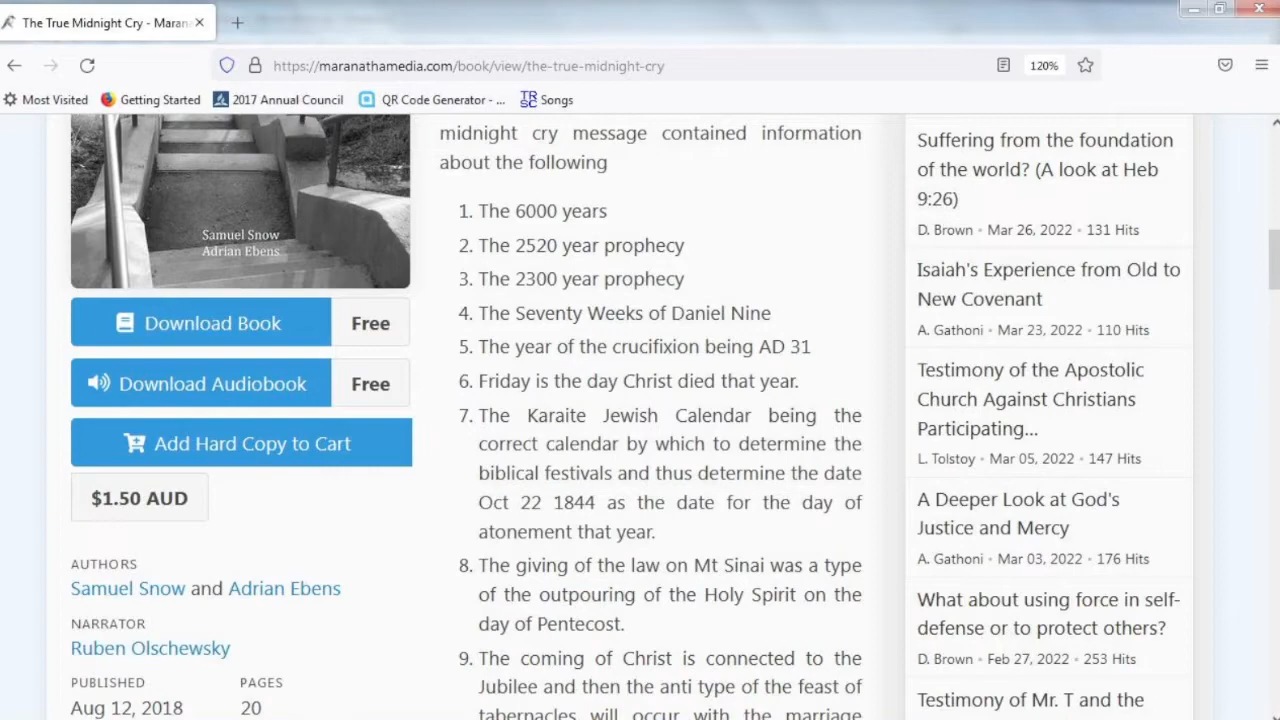 The True Midnight Cry - Maran
https://maranathamedia.com/book/view/the-true-midnight-cry
120%
Most Visited
Getting Started
2017 Annual Council
QR Code Generator - ...
TR
SC
Songs
Samuel Snow
Adrian Ebens
Download Book
Free
Download Audiobook
Free
Add Hard Copy to Cart
$1.50 AUD
AUTHORS
Samuel Snow and Adrian Ebens
NARRATOR
Ruben Olschewsky
PUBLISHED
PAGES
Aug 12, 2018
20
midnight cry message contained information
about the following
1. The 6000 years
2. The 2520 year prophecy
3. The 2300 year prophecy
4. The Seventy Weeks of Daniel Nine
5. The year of the crucifixion being AD 31
6. Friday is the day Christ died that year.
7. The Karaite Jewish Calendar being the
correct calendar by which to determine the
biblical festivals and thus determine the date
Oct 22 1844 as the date for the day of
atonement that year.
8. The giving of the law on Mt Sinai was a type
of the outpouring of the Holy Spirit on the
day of Pentecost.
9. The coming of Christ is connected to the
Jubilee and then the anti type of the feast of
tabernacles will occur with the marriage
Suffering from the foundation
of the world? (A look at Heb
9:26)
D. Brown • Mar 26, 2022 • 131 Hits
Isaiah's Experience from Old to
New Covenant
A. Gathoni • Mar 23, 2022 • 110 Hits
Testimony of the Apostolic
Church Against Christians
Participating...
L. Tolstoy • Mar 05, 2022 • 147 Hits
A Deeper Look at God's
Justice and Mercy
A. Gathoni • Mar 03, 2022 • 176 Hits
What about using force in self-
defense or to protect others?
D. Brown • Feb 27, 2022 • 253 Hits
Testimony of Mr. T and the